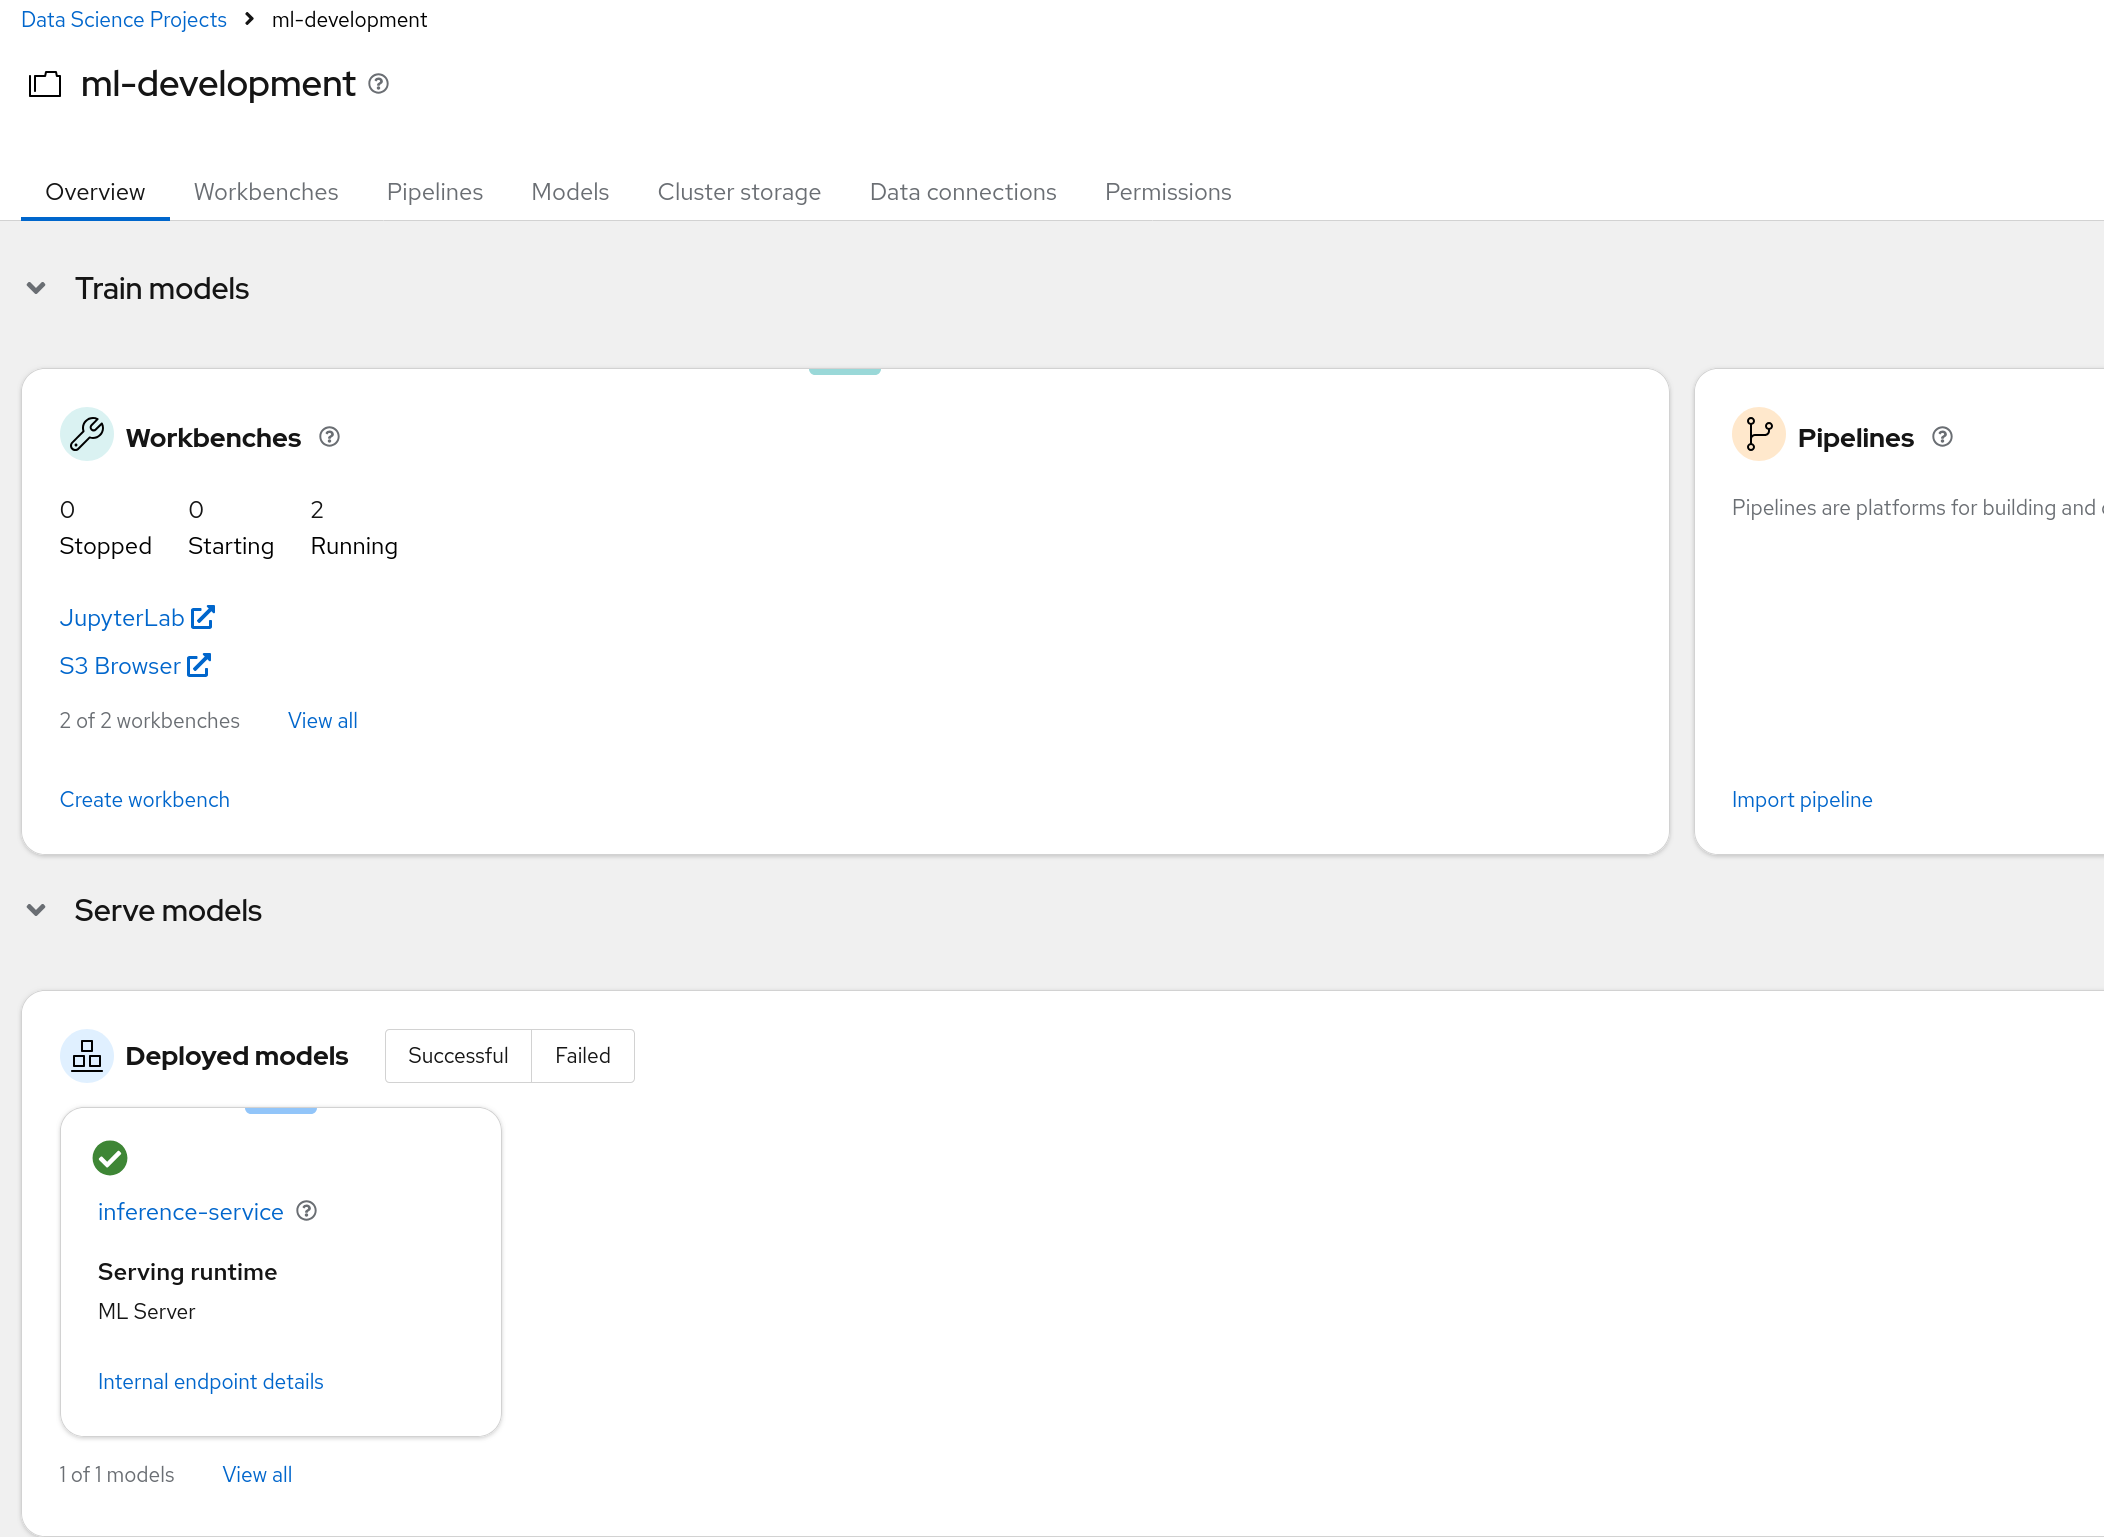 Data Science Projects > ml-development
ml-development
Overview Workbenches Pipelines Models Cluster storage Data connections Permissions
Train models
Workbenches
0 0 2
Stopped Starting Running
JupyterLab
S3 Browser
2 of 2 workbenches View all
Create workbench
Pipelines
Pipelines are platforms for building and
Import pipeline
Serve models
Deployed models Successful Failed
inference-service
Serving runtime
ML Server
Internal endpoint details
1 of 1 models View all